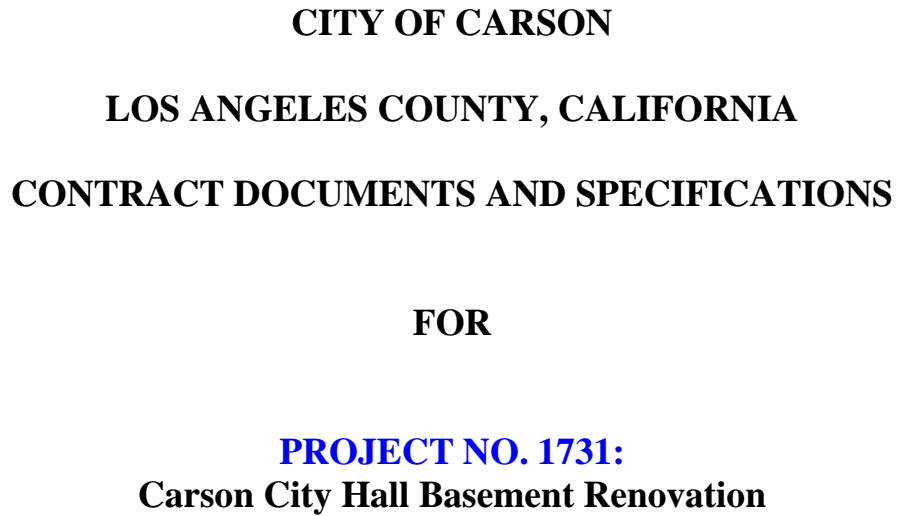 CITY OF CARSON
LOS ANGELES COUNTY, CALIFORNIA
CONTRACT DOCUMENTS AND SPECIFICATIONS
FOR
PROJECT NO. 1731:
Carson City Hall Basement Renovation